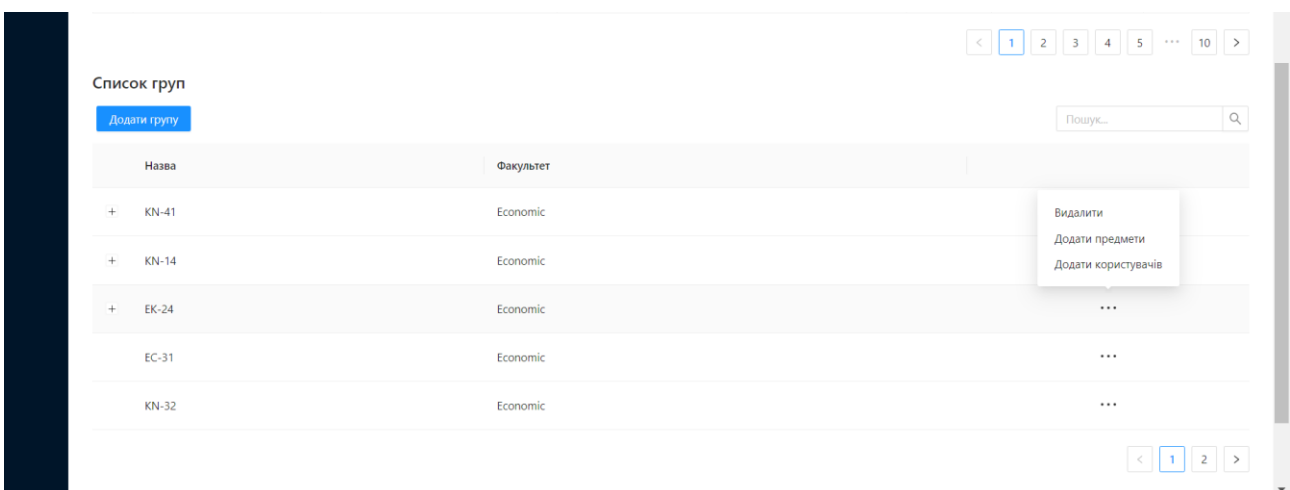 < 1 2 3 4 5 ··· 10 >
Список груп
Додати групу Пошук...
Назва Факультет
+ KN-41 Economic Видалити
Додати предмети
+ KN-14 Economic Додати користувачів
+ EK-24 Economic •••
EC-31 Economic •••
KN-32 Economic •••
< 1 2 >